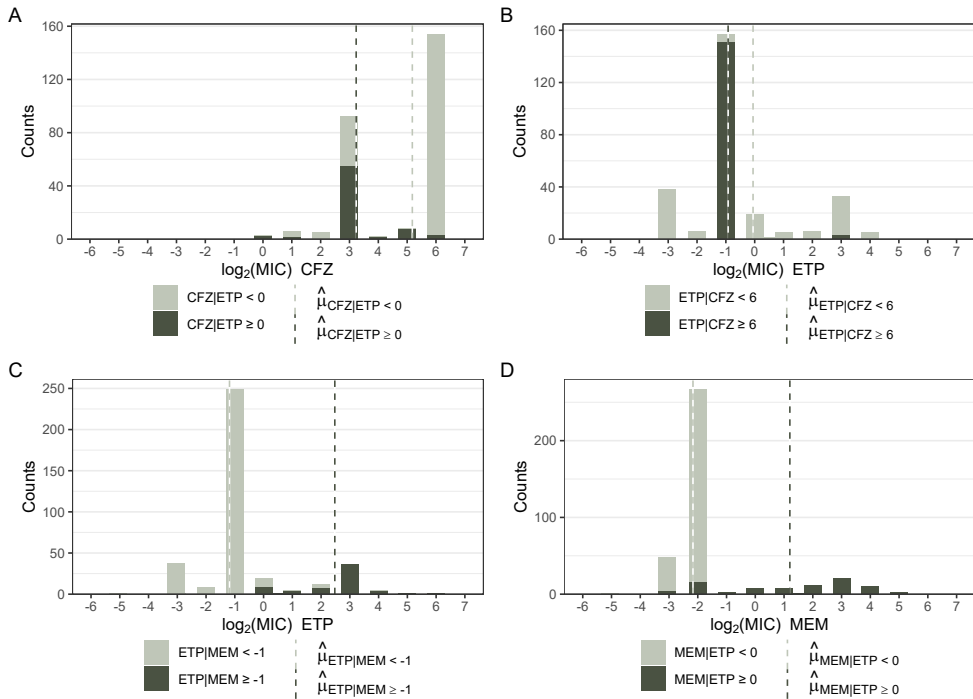 A
160
120
80
40
0
Counts
-6 -5 -4 -3 -2 -1 0 1 2 3 4 5 6 7
log₂(MIC) CFZ
CFZ|ETP < 0
CFZ|ETP ≥ 0
μ̂CFZ|ETP < 0
μ̂CFZ|ETP ≥ 0
B
160
120
80
40
0
Counts
-6 -5 -4 -3 -2 -1 0 1 2 3 4 5 6 7
log₂(MIC) ETP
ETP|CFZ < 6
ETP|CFZ ≥ 6
μ̂ETP|CFZ < 6
μ̂ETP|CFZ ≥ 6
C
250
200
150
100
50
0
Counts
-6 -5 -4 -3 -2 -1 0 1 2 3 4 5 6 7
log₂(MIC) ETP
ETP|MEM < -1
ETP|MEM ≥ -1
μ̂ETP|MEM < -1
μ̂ETP|MEM ≥ -1
D
200
100
0
Counts
-6 -5 -4 -3 -2 -1 0 1 2 3 4 5 6 7
log₂(MIC) MEM
MEM|ETP < 0
MEM|ETP ≥ 0
μ̂MEM|ETP < 0
μ̂MEM|ETP ≥ 0